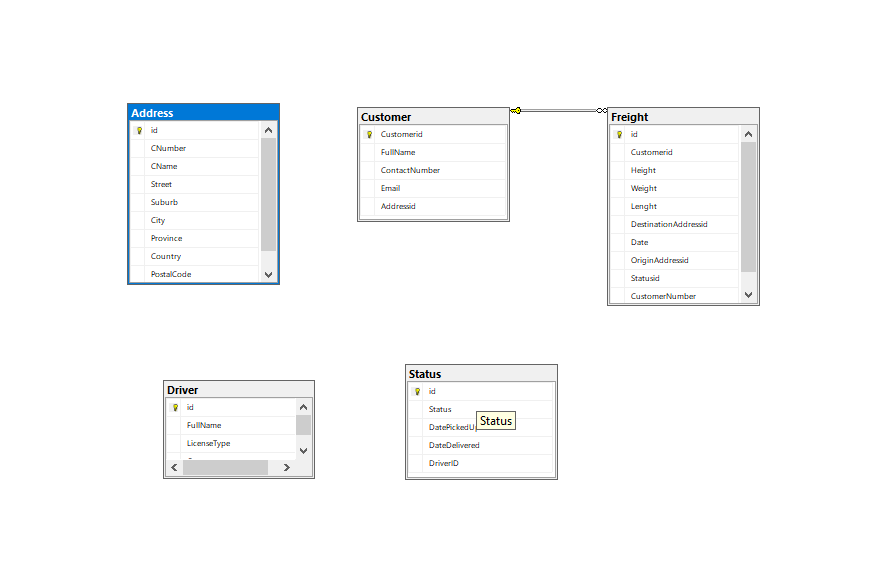 Address
id
CNumber
CName
Street
Suburb
City
Province
Country
PostalCode
Customer
Customerid
FullName
ContactNumber
Email
Addressid
Freight
id
Customerid
Height
Weight
Lenght
DestinationAddressid
Date
OriginAddressid
Statusid
CustomerNumber
Driver
id
FullName
LicenseType
Status
id
Status
Status
DateDelivered
DriverID